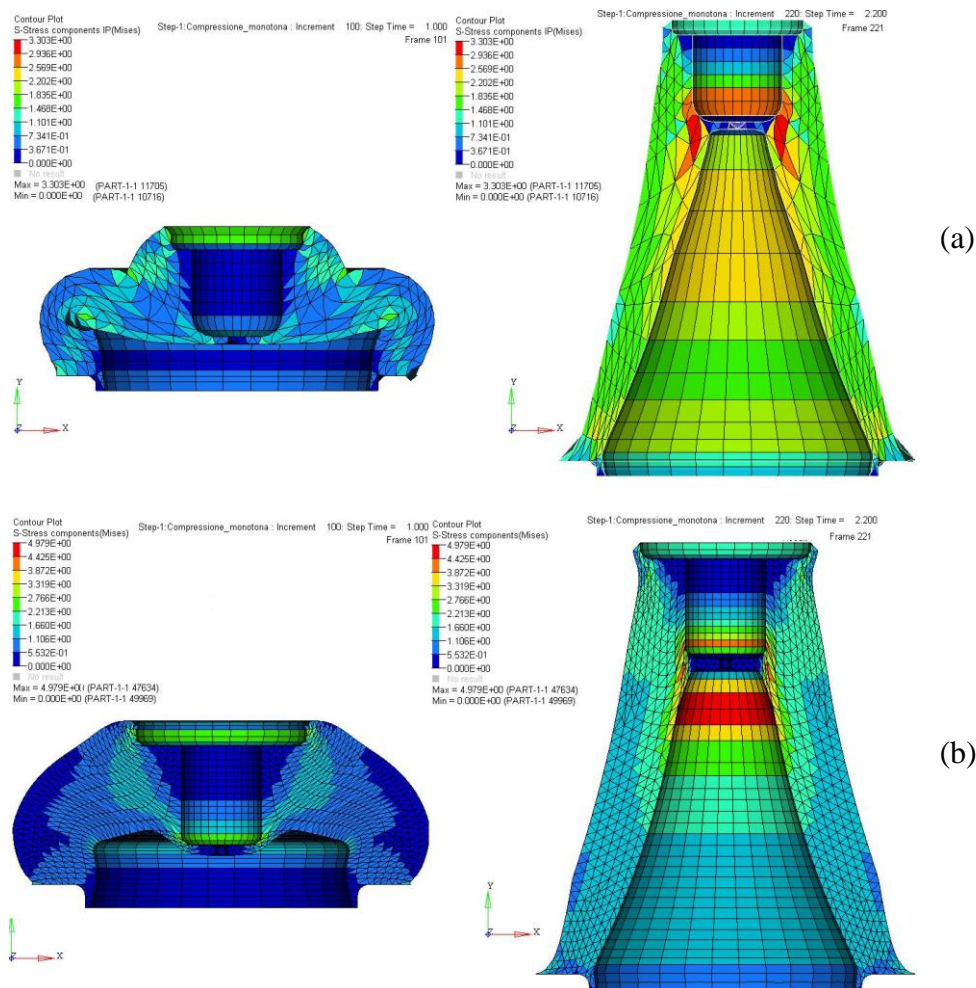 Contour Plot
S-Stress components IP(Mises)
3.303E+00
2.936E+00
2.569E+00
2.202E+00
1.835E+00
1.468E+00
1.101E+00
7.341E-01
3.671E-01
0.000E+00
No result
Max = 3.303E+00 (PART-1-1 11705)
Min = 0.000E+00 (PART-1-1 10716)
Step-1:Compressione_monotona : Increment 100: Step Time = 1.000
Frame 101
Y
Z X
Contour Plot
S-Stress components IP(Mises)
3.303E+00
2.936E+00
2.569E+00
2.202E+00
1.835E+00
1.468E+00
1.101E+00
7.341E-01
3.671E-01
0.000E+00
No result
Max = 3.303E+00 (PART-1-1 11705)
Min = 0.000E+00 (PART-1-1 10716)
Step-1:Compressione_monotona : Increment 220: Step Time = 2.200
Frame 221
Y
Z X
(a)
Contour Plot
S-Stress components(Mises)
4.979E+00
4.425E+00
3.872E+00
3.319E+00
2.766E+00
2.213E+00
1.660E+00
1.106E+00
5.532E-01
0.000E+00
No result
Max = 4.979E+00 (PART-1-1 47634)
Min = 0.000E+00 (PART-1-1 49969)
Step-1:Compressione_monotona : Increment 100: Step Time = 1.000
Frame 101
Z X
Contour Plot
S-Stress components(Mises)
4.979E+00
4.425E+00
3.872E+00
3.319E+00
2.766E+00
2.213E+00
1.660E+00
1.106E+00
5.532E-01
0.000E+00
No result
Max = 4.979E+00 (PART-1-1 47634)
Min = 0.000E+00 (PART-1-1 49969)
Step-1:Compressione_monotona : Increment 220: Step Time = 2.200
Frame 221
Y
Z X
(b)